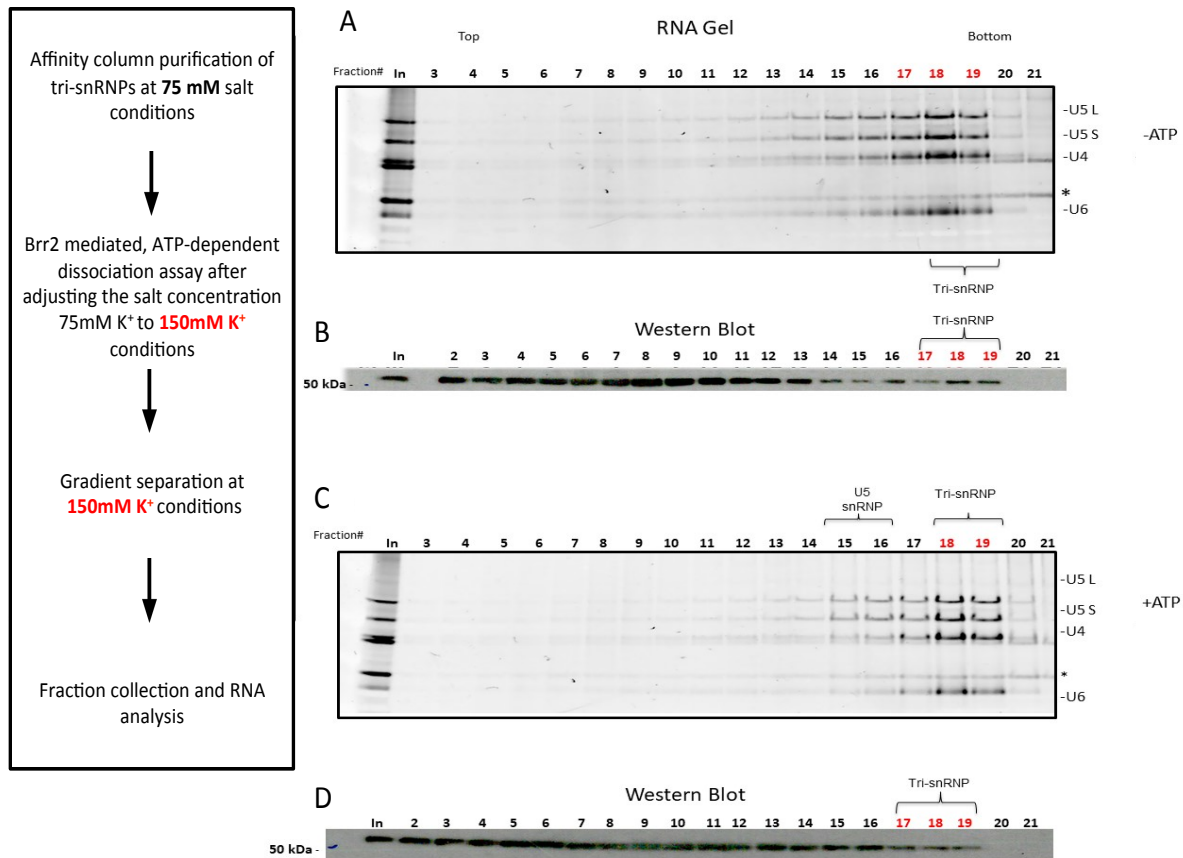 Affinity column purification of
tri-snRNPs at 75 mM salt
conditions
Brr2 mediated, ATP-dependent
dissociation assay after
adjusting the salt concentration
75mM K⁺ to 150mM K⁺
conditions
Gradient separation at
150mM K⁺ conditions
Fraction collection and RNA
analysis
A
RNA Gel
Top
Bottom
Fraction# In 3 4 5 6 7 8 9 10 11 12 13 14 15 16 17 18 19 20 21
-U5 L
-U5 S
-U4
*
-U6
-ATP
Tri-snRNP
B
Western Blot
Tri-snRNP
In 2 3 4 5 6 7 8 9 10 11 12 13 14 15 16 17 18 19 20 21
50 kDa -
C
U5
snRNP
Tri-snRNP
Fraction# In 3 4 5 6 7 8 9 10 11 12 13 14 15 16 17 18 19 20 21
-U5 L
-U5 S
-U4
*
-U6
+ATP
D
Western Blot
Tri-snRNP
In 2 3 4 5 6 7 8 9 10 11 12 13 14 15 16 17 18 19 20 21
50 kDa -